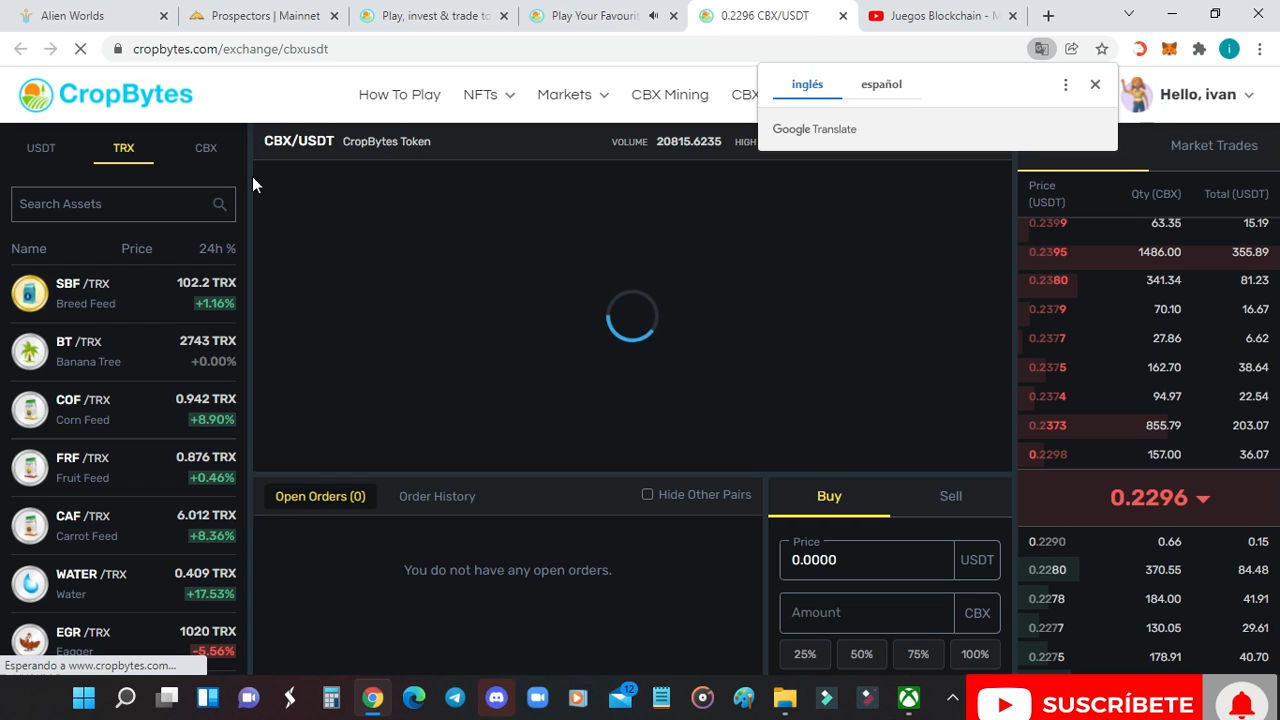 Alien Worlds
Prospectors | Mainnet
Play, invest & trade to
Play Your Favourit
0.2296 CBX/USDT
Juegos Blockchain - M
cropbytes.com/exchange/cbxusdt
CropBytes
How To Play
NFTs
Markets
CBX Mining
CBX
inglés
español
Google Translate
Hello, ivan
USDT
TRX
CBX
Search Assets
Name Price 24h %
SBF /TRX 102.2 TRX
Breed Feed +1.16%
BT /TRX 2743 TRX
Banana Tree +0.00%
COF /TRX 0.942 TRX
Corn Feed +8.90%
FRF /TRX 0.876 TRX
Fruit Feed +0.46%
CAF /TRX 6.012 TRX
Carrot Feed +8.36%
WATER /TRX 0.409 TRX
Water +17.53%
EGR /TRX 1020 TRX
Eagger -5.56%
Esperando a www.cropbytes.com...
CBX/USDT CropBytes Token VOLUME 20815.6235 HIGH
Open Orders (0)
Order History
Hide Other Pairs
You do not have any open orders.
Buy
Sell
Price
0.0000 USDT
Amount CBX
25% 50% 75% 100%
Market Trades
Price (USDT) Qty (CBX) Total (USDT)
0.2399 63.35 15.19
0.2395 1486.00 355.89
0.2380 341.34 81.23
0.2379 70.10 16.67
0.2377 27.86 6.62
0.2375 162.70 38.64
0.2374 94.97 22.54
0.2373 855.79 203.07
0.2298 157.00 36.07
0.2296
0.2290 0.66 0.15
0.2280 370.55 84.48
0.2278 184.00 41.91
0.2277 130.05 29.61
0.2275 178.91 40.70
12
SUSCRÍBETE